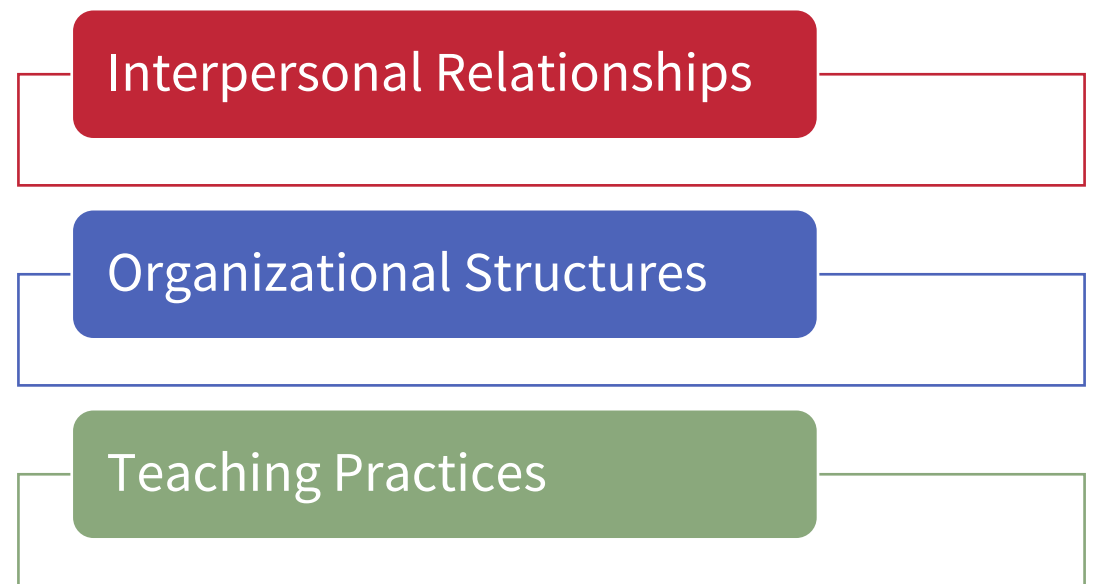 Interpersonal Relationships
Organizational Structures
Teaching Practices